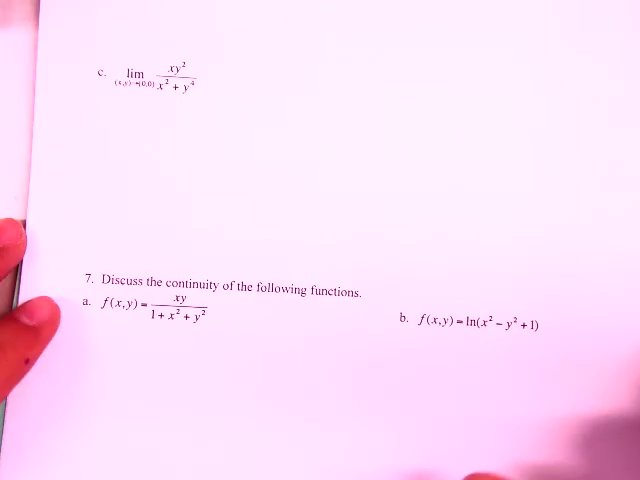 c. lim (x,y)→(0,0) xy² / x² + y⁴
7. Discuss the continuity of the following functions.
a. f(x,y) = xy / 1 + x² + y²
b. f(x,y) = ln(x² − y² + 1)